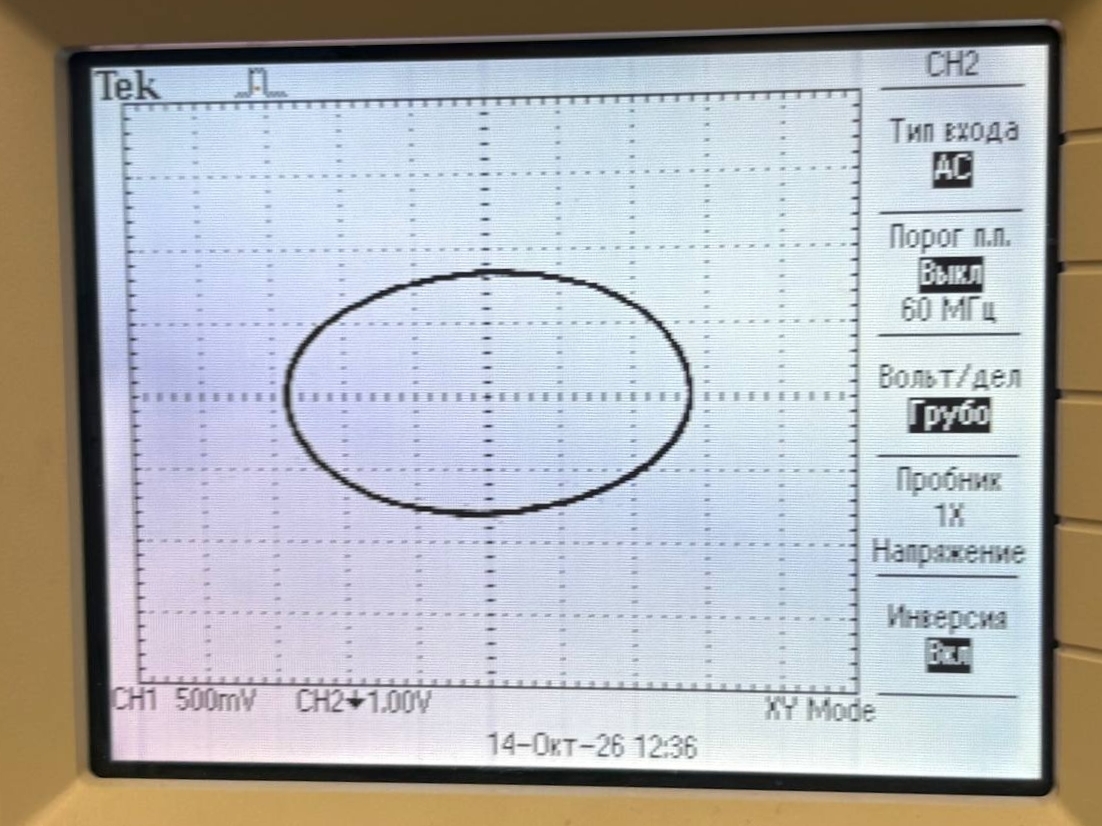 Tek
CH2
Тип входа
AC
Порог п.п.
Выкл
60 МГц
Вольт/дел
Грубо
Пробник
1X
Напряжение
Инверсия
Вкл
CH1 500mV CH2 1.00V XY Mode
14-Окт-26 12:36